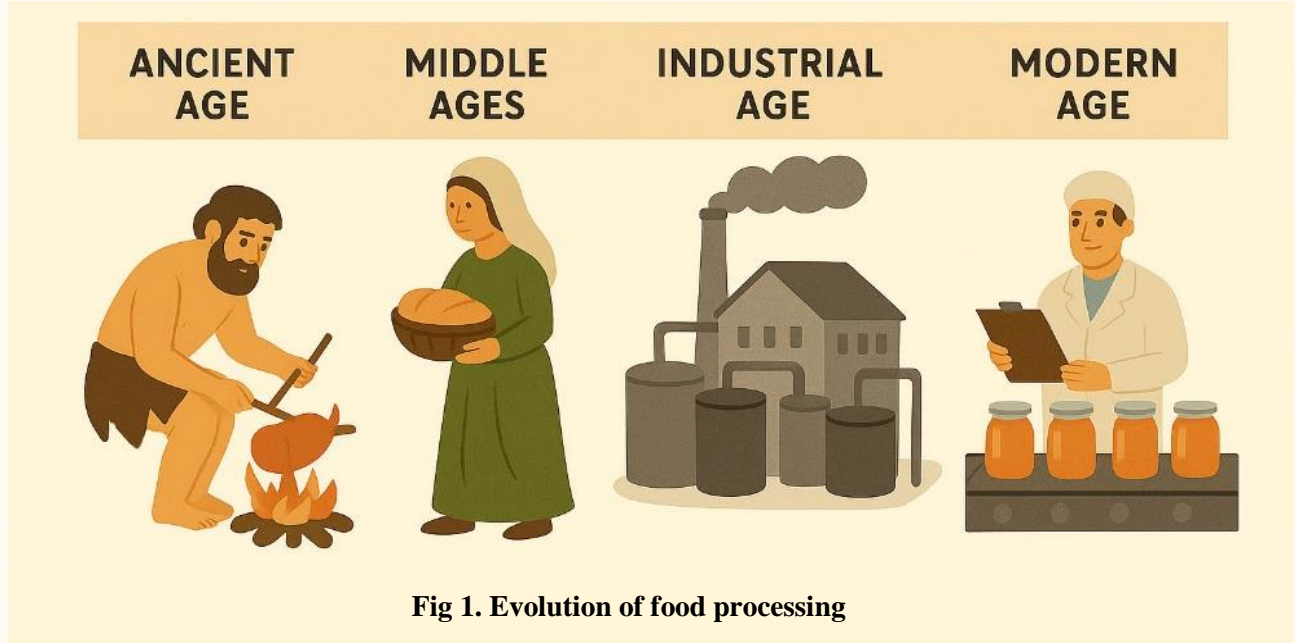 ANCIENT AGE
MIDDLE AGES
INDUSTRIAL AGE
MODERN AGE
Fig 1. Evolution of food processing